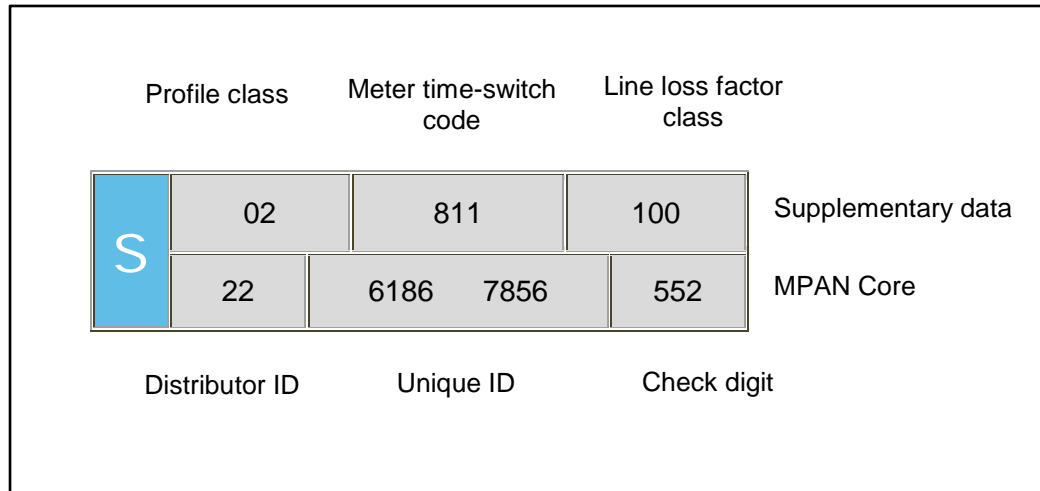 Profile class Meter time-switch code Line loss factor class
S
02 811 100 Supplementary data
22 6186 7856 552 MPAN Core
Distributor ID Unique ID Check digit